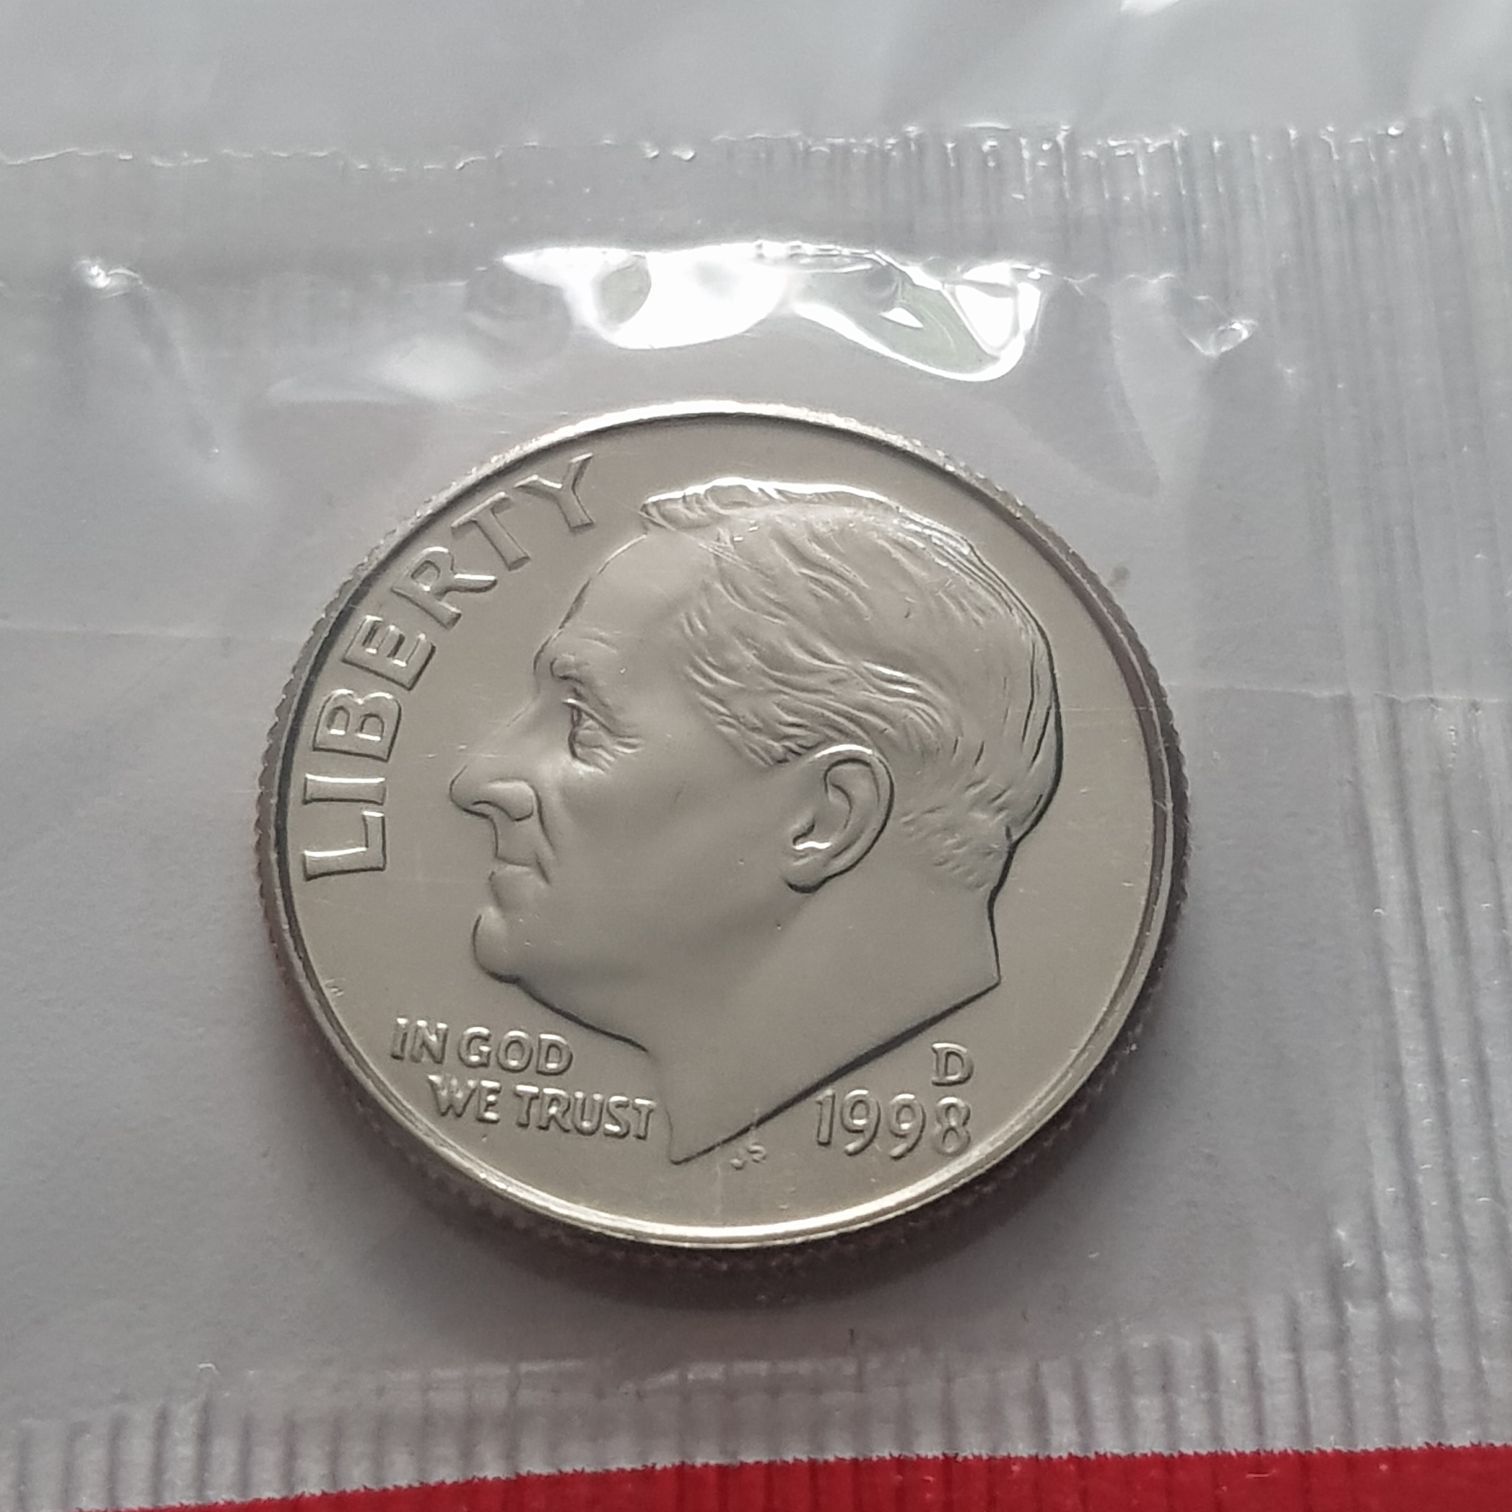 LIBERTY
IN GOD
WE TRUST
D
1998
JS